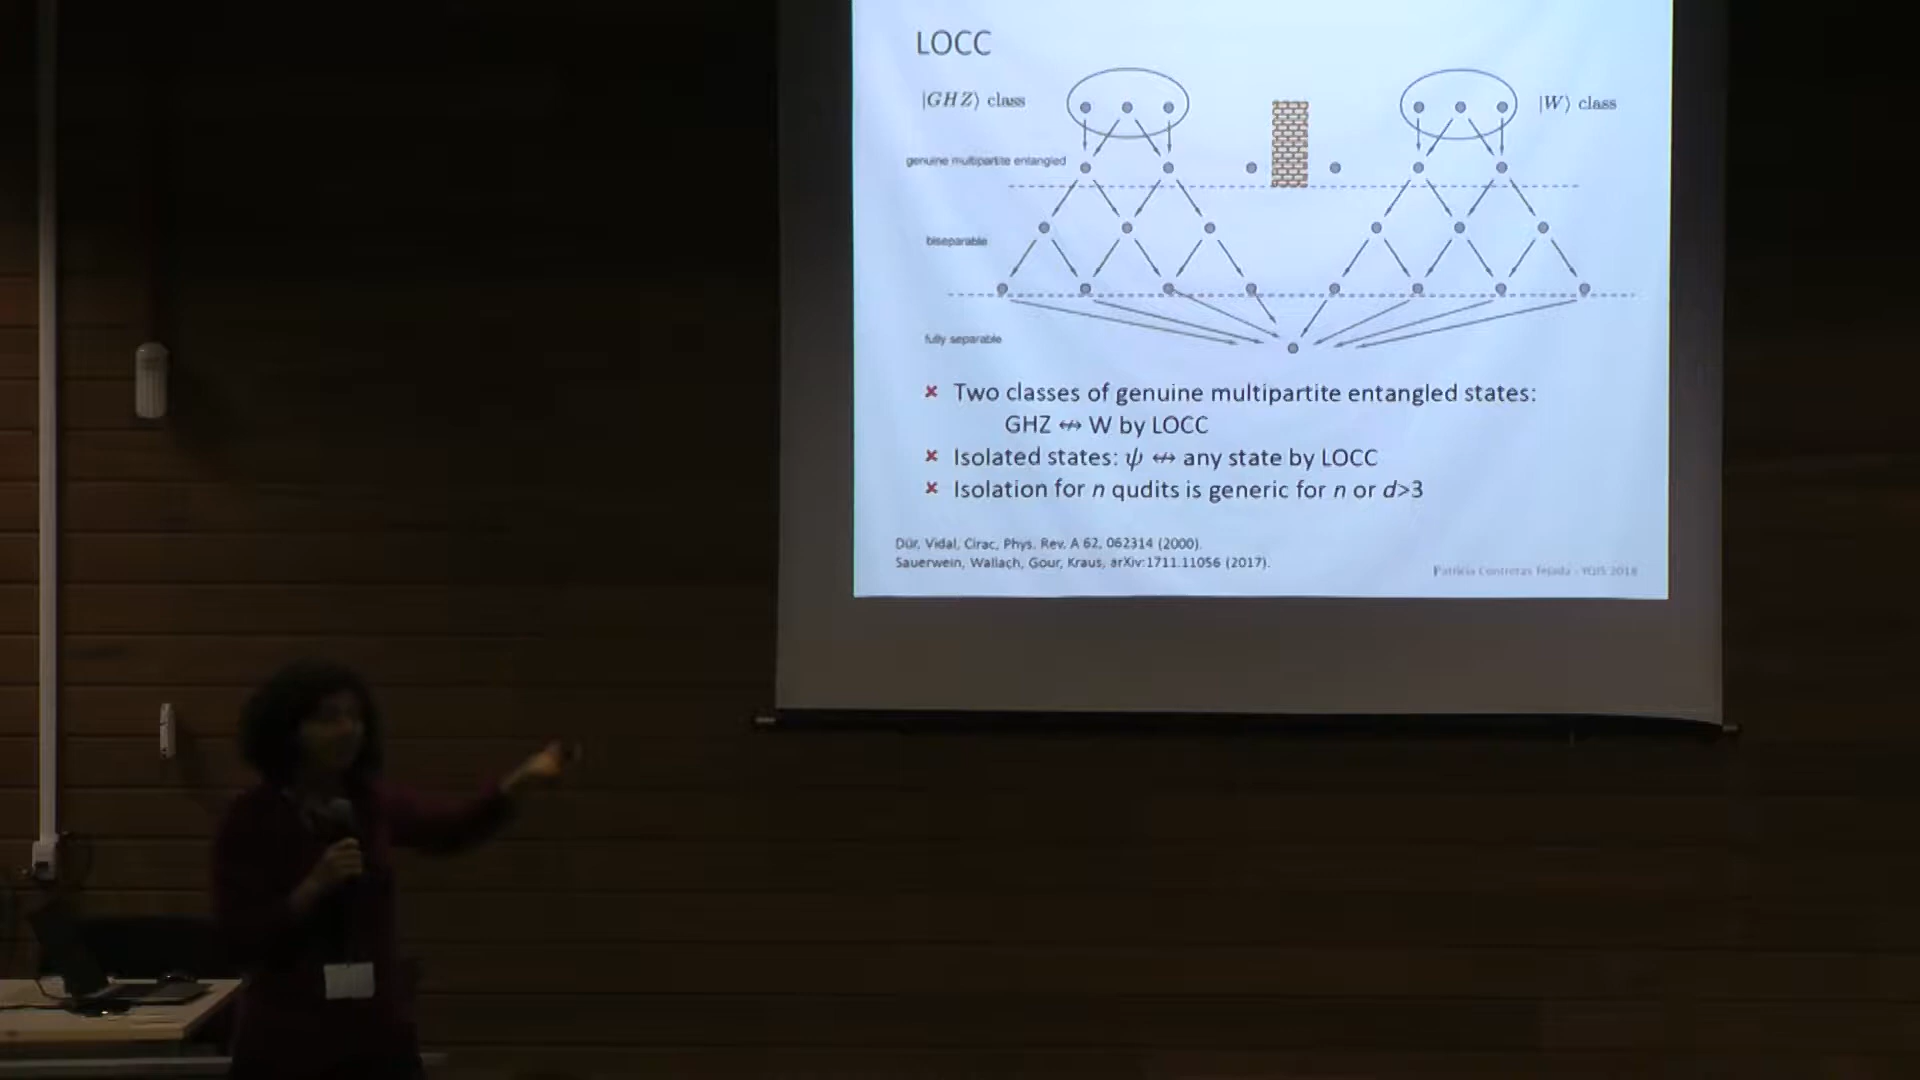 LOCC
|GHZ⟩ class
|W⟩ class
genuine multipartite entangled
biseparable
fully separable
× Two classes of genuine multipartite entangled states:
GHZ ↮ W by LOCC
× Isolated states: ψ ↮ any state by LOCC
× Isolation for n qudits is generic for n or d>3
Dür, Vidal, Cirac, Phys. Rev. A 62, 062314 (2000).
Sauerwein, Wallach, Gour, Kraus, arXiv:1711.11056 (2017).
Patricia Contreras Tejada - YQIS 2018